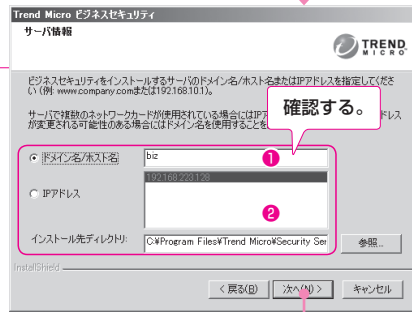 Trend Micro ビジネスセキュリティ
サーバ情報
TREND
MICRO
ビジネスセキュリティをインストールするサーバのドメイン名/ホスト名またはIPアドレスを指定してくださ
い (例: www.company.comまたは192.168.10.1)。
サーバで複数のネットワークカードが使用されている場合にはIPア
ドレス
が変更される可能性のある場合にはドメイン名を使用することを
確認する。
ドメイン名/ホスト名
biz
❶
192.168.223.128
IPアドレス
❷
インストール先ディレクトリ:
C:¥Program Files¥Trend Micro¥Security Ser
参照...
InstallShield
< 戻る(B)
次へ(N) >
キャンセル